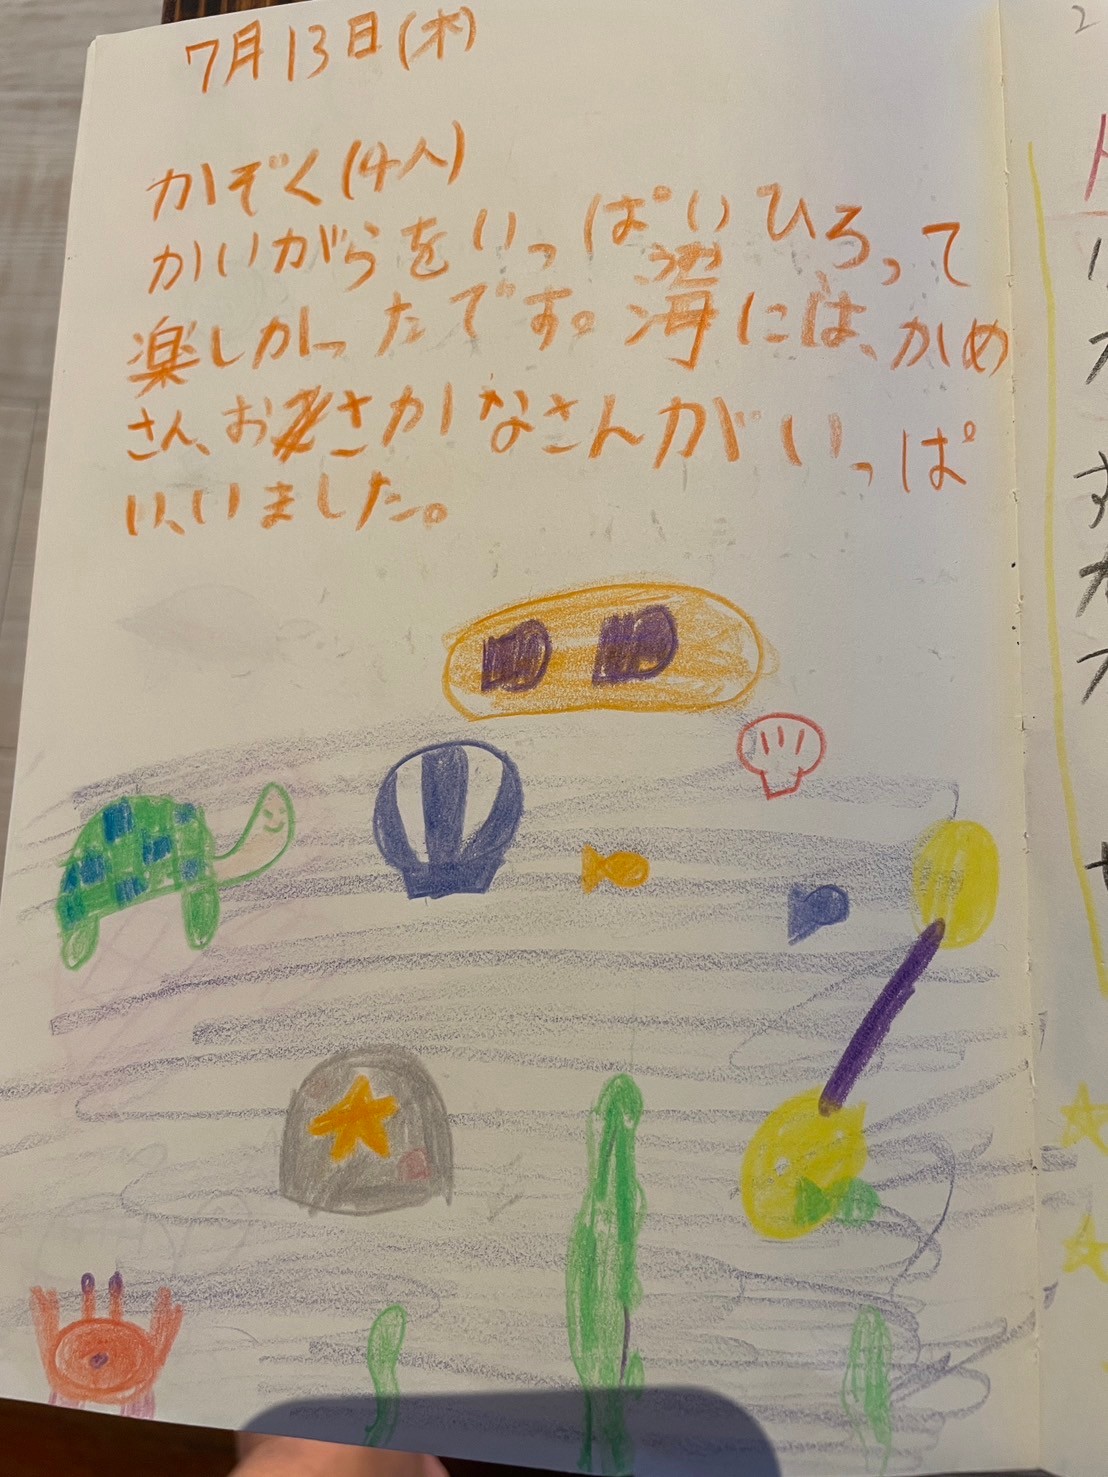 7月13日(木)
かぞく(4人)
かいがらをいっぱいひろって
楽しかったです。海には、かめ
さん、おさかなさんがいっぱ
い、いました。
2